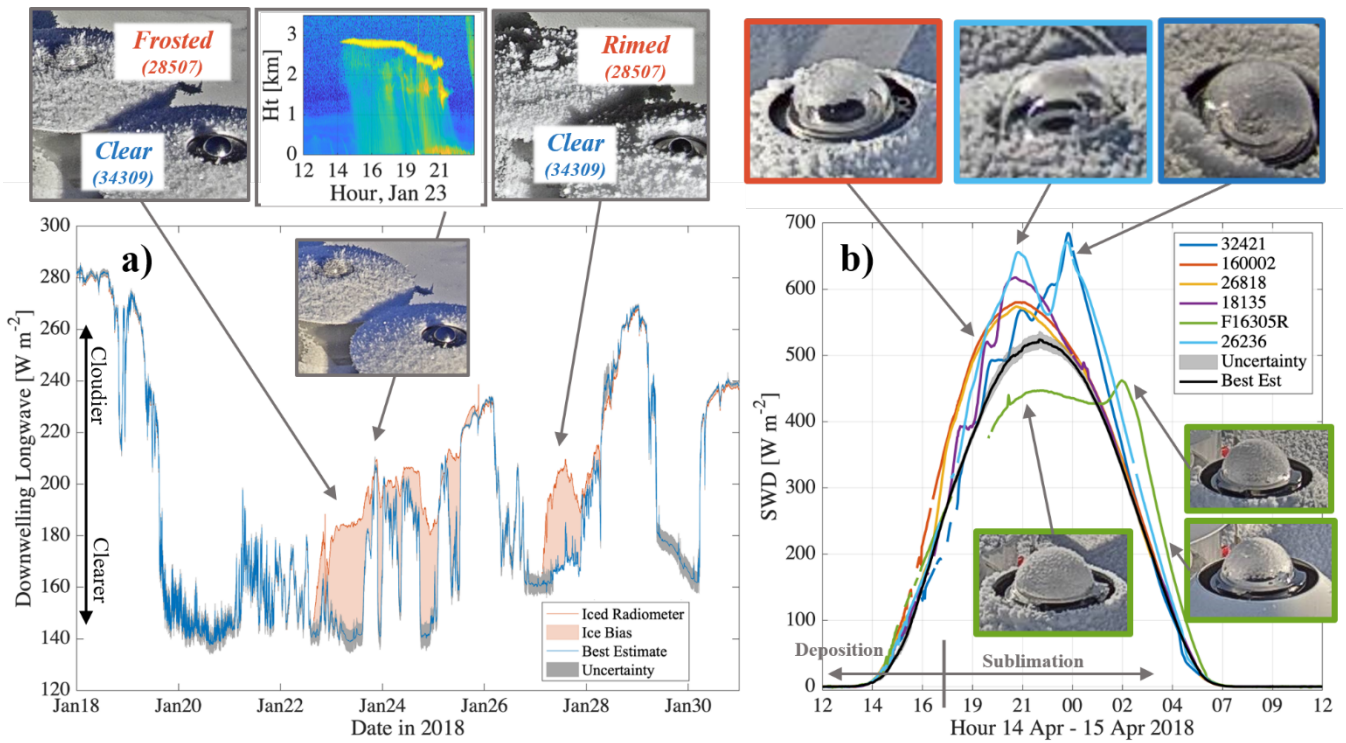 Frosted
(28507)
Clear
(34309)
Ht [km]
3
2
1
0
12 14 16 17 19 21
Hour, Jan 23
Rimed
(28507)
Clear
(34309)
a)
Downwelling Longwave [W m-2]
300
280
260
240
220
200
180
160
140
120
Cloudier
Clearer
Iced Radiometer
Ice Bias
Best Estimate
Uncertainty
Jan18 Jan20 Jan22 Jan24 Jan26 Jan28 Jan30
Date in 2018
b)
SWD [W m-2]
700
600
500
400
300
200
100
0
32421
160002
26818
18135
F16305R
26236
Uncertainty
Best Est
Deposition
Sublimation
12 14 16 19 21 00 02 04 07 09 12
Hour 14 Apr - 15 Apr 2018